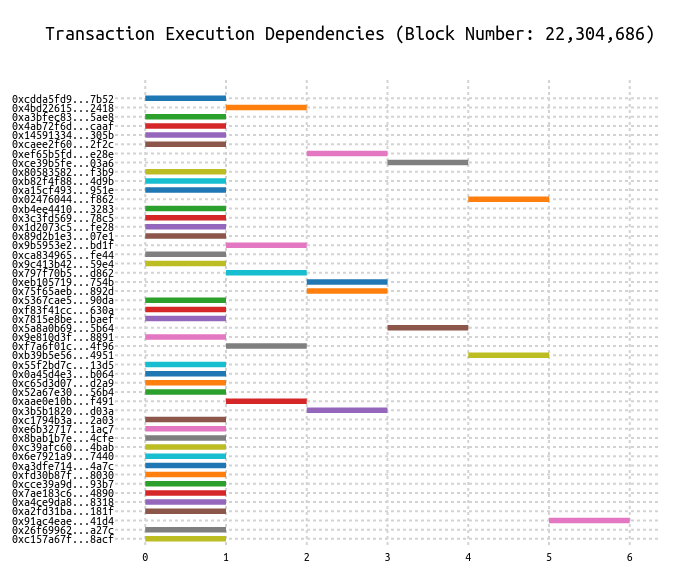 Transaction Execution Dependencies (Block Number: 22,304,686)
0xcdda5fd9...7b52
0x4bd22615...2418
0xa3bfec83...5ae8
0x4ab72f6d...caaf
0x14591334...305b
0xcaee2f60...2f2c
0xef65b5fd...e28e
0xce39b5fe...03a6
0x80583582...f3b9
0xb82f4f88...4d9b
0xa15cf493...951e
0x02476044...f862
0xb4ee4410...3283
0x3c3fd569...78c5
0x1d2073c5...fe28
0x89d2b1e3...07e1
0x9b5953e2...bd1f
0xca834965...fe44
0x9c413b42...59e4
0x797f70b5...d862
0xeb105719...754b
0x75f65aeb...892d
0x5367cae5...90da
0xf83f41cc...630a
0x7815e8be...baef
0x5a8a0b69...5b64
0x9e810d3f...8891
0xf7a6f01c...4f96
0xb39b5e56...4951
0x55f2bd7c...13d5
0x0a45d4e3...b064
0xc65d3d07...d2a9
0x52a67e30...56b4
0xaae0e10b...f491
0x3b5b1820...d03a
0xc1794b3a...2a03
0xe6b32717...1ac7
0x8bab1b7e...4cfe
0xc39afc60...4bab
0x6e7921a9...7440
0xa3dfe714...4a7c
0xfd30b87f...8030
0xcce39a9d...93b7
0x7ae183c6...4890
0xa4ce9da8...8318
0xa2fd31ba...181f
0x91ac4eae...41d4
0x26f69962...a27c
0xc157a67f...8acf
0 1 2 3 4 5 6